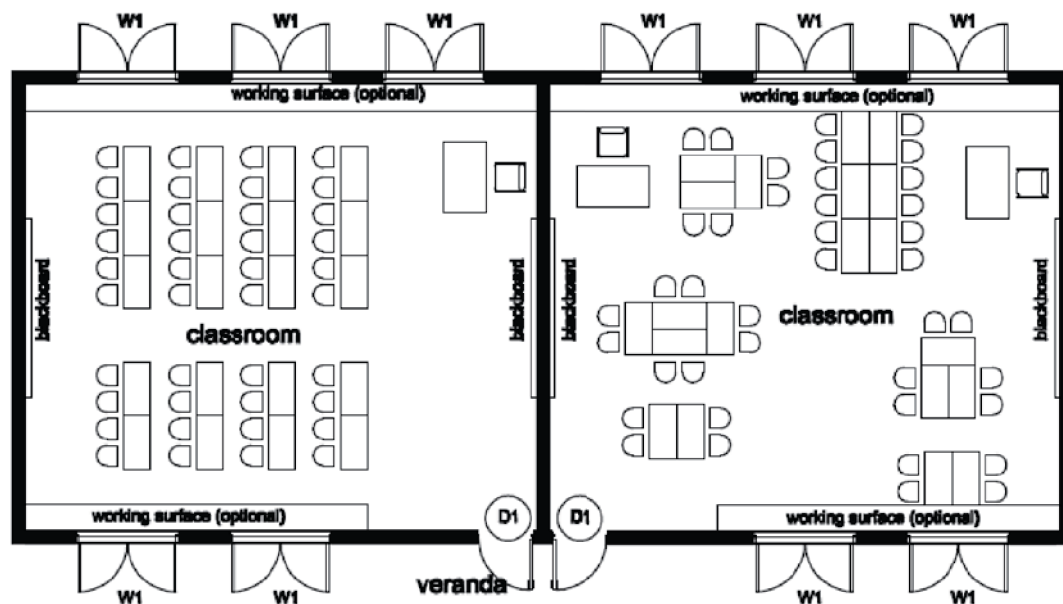 W1 W1 W1 W1 W1 W1
working surface (optional) working surface (optional)
blackboard
blackboard
blackboard
blackboard
classroom
classroom
working surface (optional) D1 D1 working surface (optional)
veranda
W1 W1 W1 W1